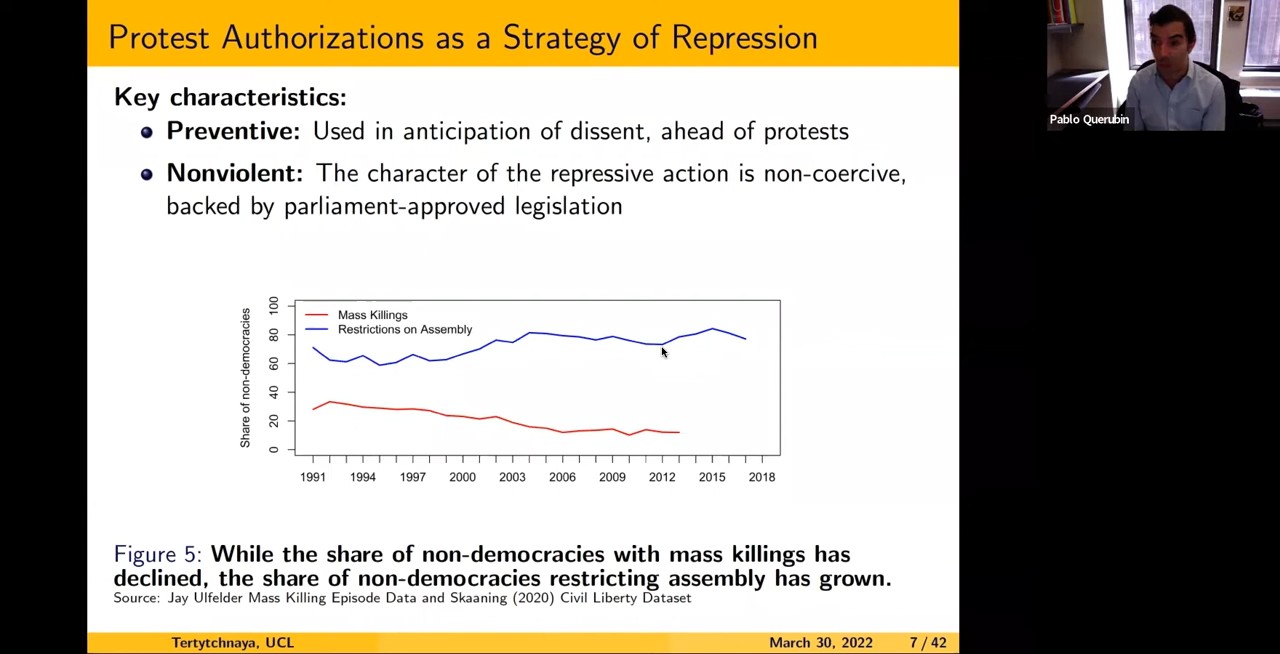 Protest Authorizations as a Strategy of Repression
Pablo Querubin
Key characteristics:
Preventive: Used in anticipation of dissent, ahead of protests
Nonviolent: The character of the repressive action is non-coercive,
backed by parliament-approved legislation
Share of non-democracies
100
80
60
40
20
0
Mass Killings
Restrictions on Assembly
1991 1994 1997 2000 2003 2006 2009 2012 2015 2018
Figure 5: While the share of non-democracies with mass killings has
declined, the share of non-democracies restricting assembly has grown.
Source: Jay Ulfelder Mass Killing Episode Data and Skaaning (2020) Civil Liberty Dataset
Tertytchnaya, UCL March 30, 2022 7 / 42